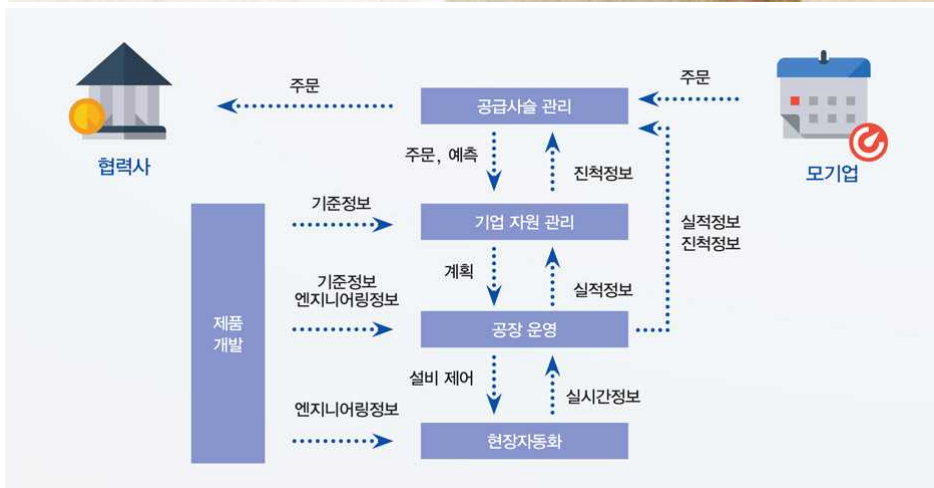 주문
주문
공급사슬 관리
협력사
모기업
주문, 예측
진척정보
기준정보
기업 자원 관리
실적정보
진척정보
계획
실적정보
기준정보
엔지니어링정보
제품
개발
공장 운영
설비 제어
실시간정보
엔지니어링정보
현장자동화